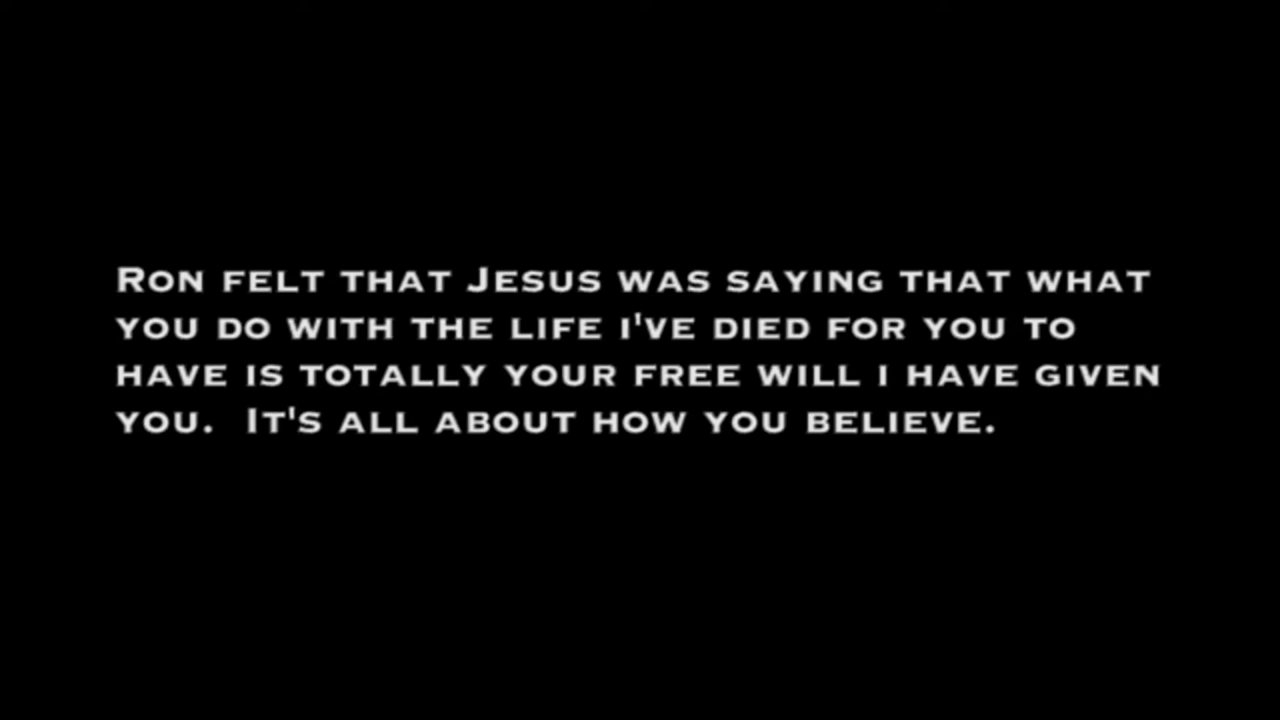 Ron felt that Jesus was saying that what
you do with the life I've died for you to
have is totally your free will I have given
you.  It's all about how you believe.